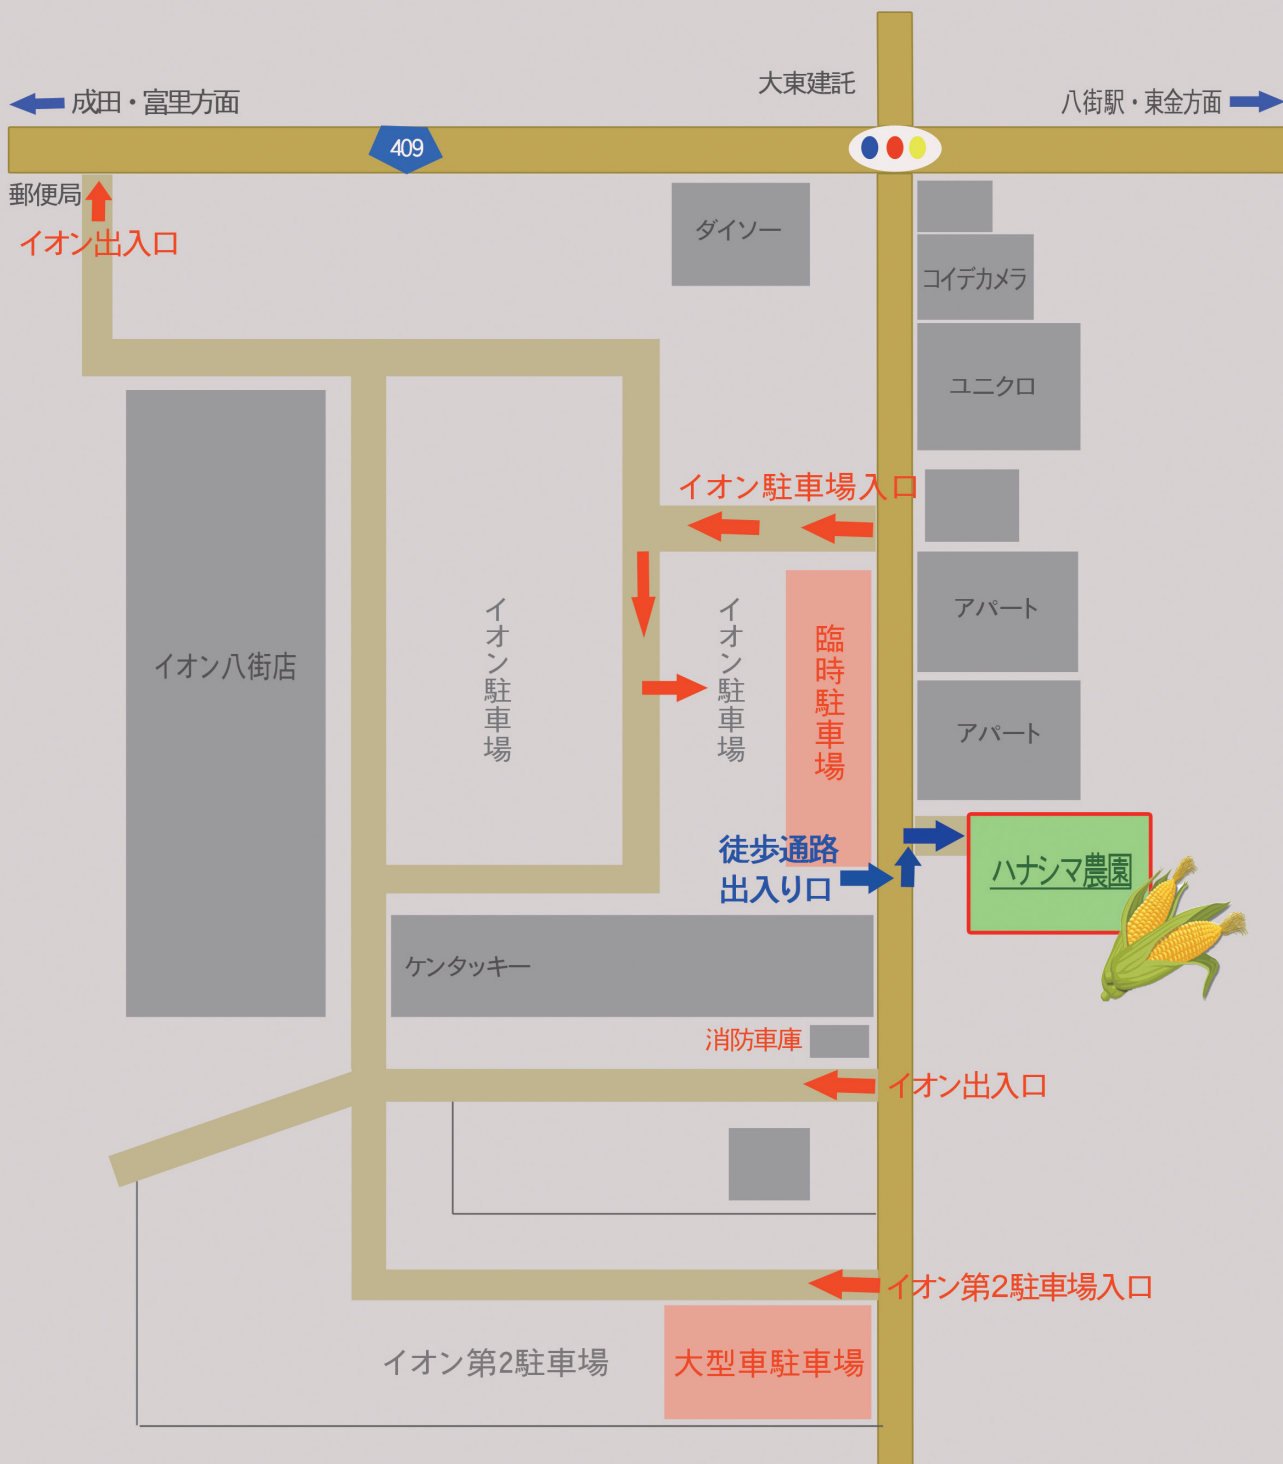 大東建託
成田・富里方面
八街駅・東金方面
409
郵便局
イオン出入口
ダイソー
コイデカメラ
ユニクロ
イオン駐車場入口
アパート
イオン八街店
イオン駐車場
イオン駐車場
臨時駐車場
アパート
徒歩通路
出入り口
ハナシマ農園
ケンタッキー
消防車庫
イオン出入口
イオン第2駐車場入口
イオン第2駐車場
大型車駐車場